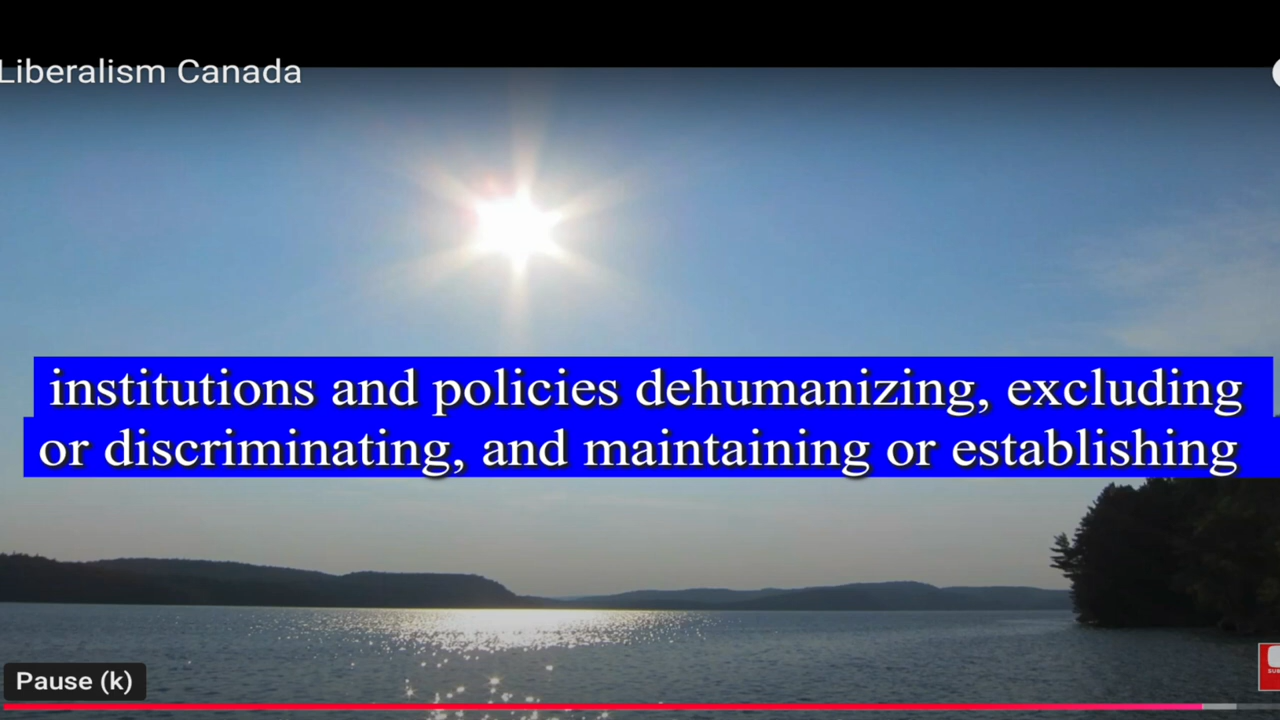 Liberalism Canada
institutions and policies dehumanizing, excluding
or discriminating, and maintaining or establishing
Pause (k)